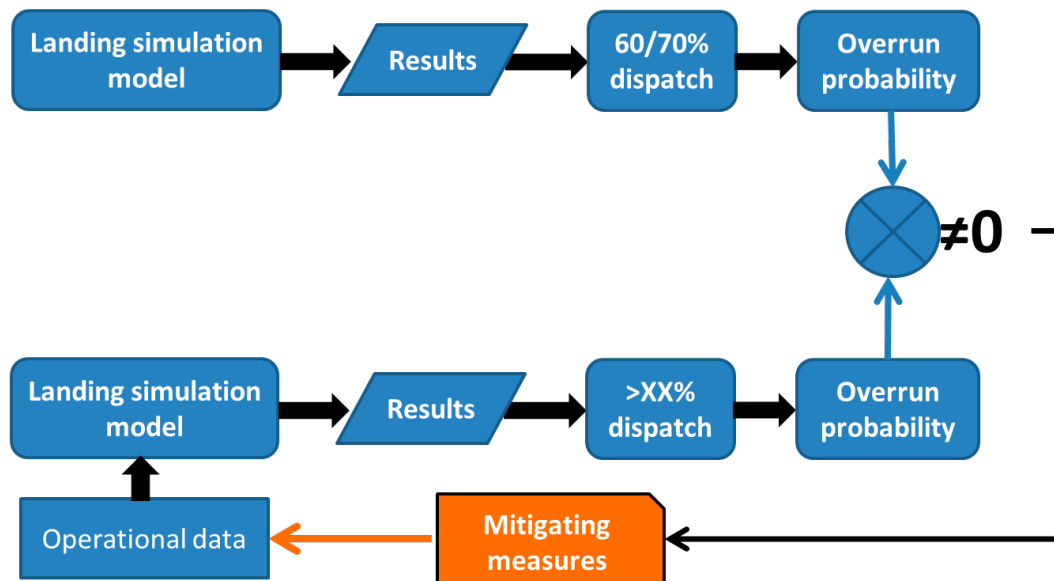 Landing simulation
model
Results
60/70%
dispatch
Overrun
probability
≠0
Landing simulation
model
Results
>XX%
dispatch
Overrun
probability
Operational data
Mitigating
measures